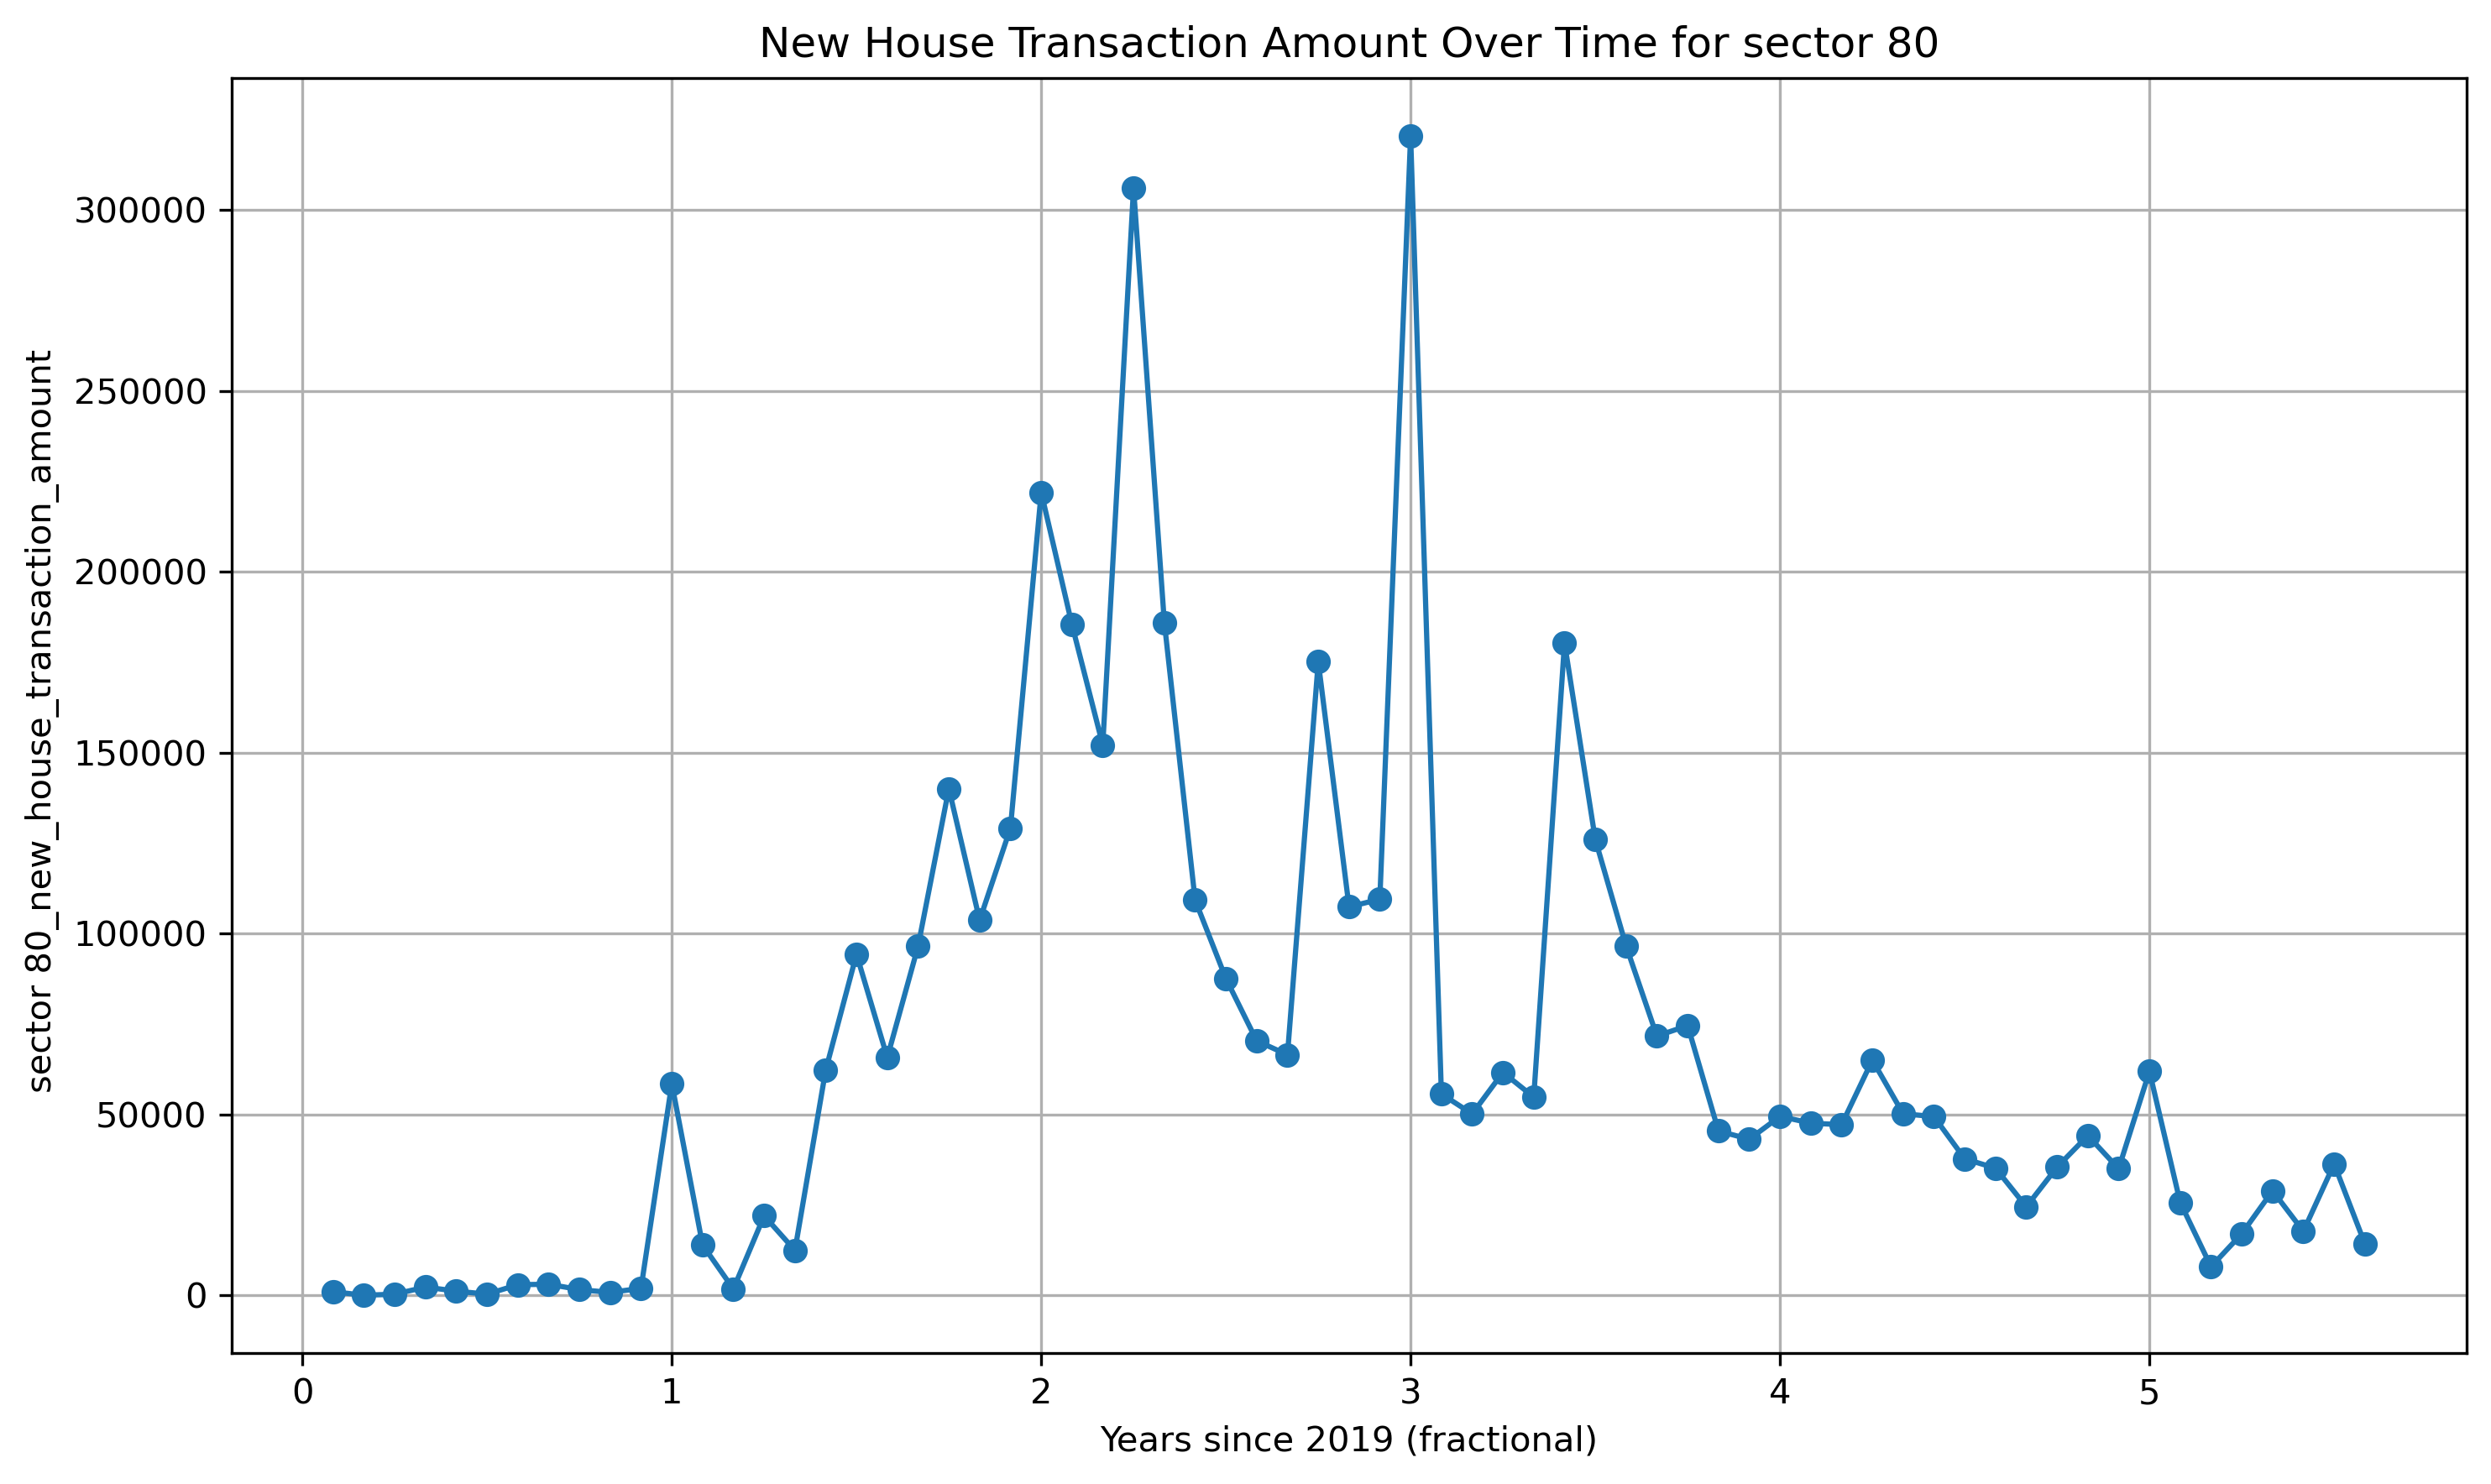 New House Transaction Amount Over Time for sector 80
sector 80_new_house_transaction_amount
300000
250000
200000
150000
100000
50000
0
0 1 2 3 4 5
Years since 2019 (fractional)